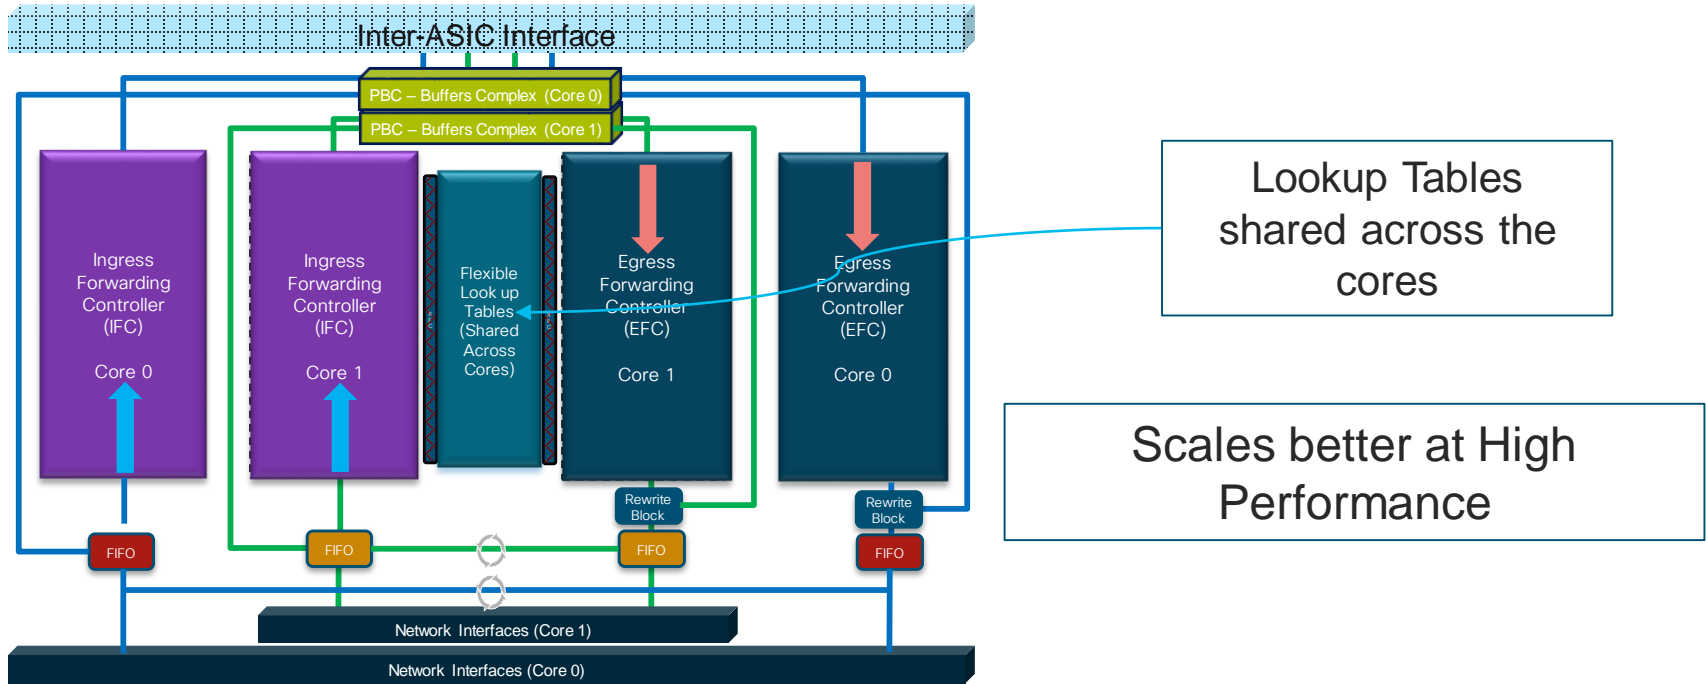 Inter-ASIC Interface
PBC – Buffers Complex (Core 0)
PBC – Buffers Complex (Core 1)
Ingress
Forwarding
Controller
(IFC)
Core 0
Ingress
Forwarding
Controller
(IFC)
Core 1
Flexible
Look up
Tables
(Shared
Across
Cores)
Egress
Forwarding
Controller
(EFC)
Core 1
Egress
Forwarding
Controller
(EFC)
Core 0
Rewrite
Block
Rewrite
Block
FIFO
FIFO
FIFO
FIFO
Network Interfaces (Core 1)
Network Interfaces (Core 0)
Lookup Tables
shared across the
cores
Scales better at High
Performance